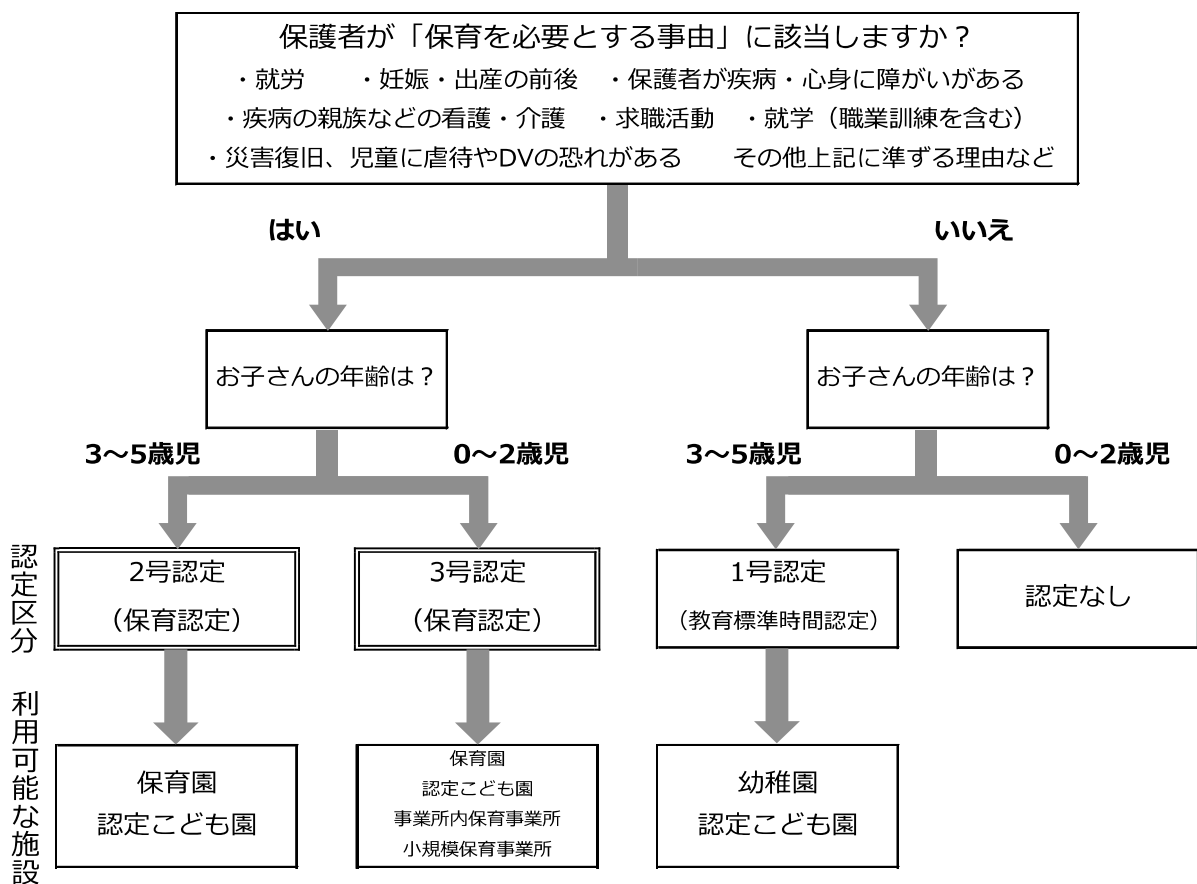 保護者が「保育を必要とする事由」に該当しますか？
・就労　・妊娠・出産の前後　・保護者が疾病・心身に障がいがある
・疾病の親族などの看護・介護　・求職活動　・就学（職業訓練を含む）
・災害復旧、児童に虐待やDVの恐れがある　その他上記に準ずる理由など
はい
いいえ
お子さんの年齢は？
お子さんの年齢は？
3～5歳児
0～2歳児
3～5歳児
0～2歳児
認定区分
2号認定
（保育認定）
3号認定
（保育認定）
1号認定
（教育標準時間認定）
認定なし
利用可能な施設
保育園
認定こども園
保育園
認定こども園
事業所内保育事業所
小規模保育事業所
幼稚園
認定こども園